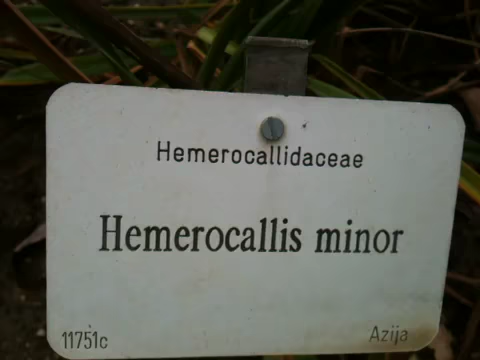 Hemerocallidaceae
Hemerocallis minor
11751c
Azija